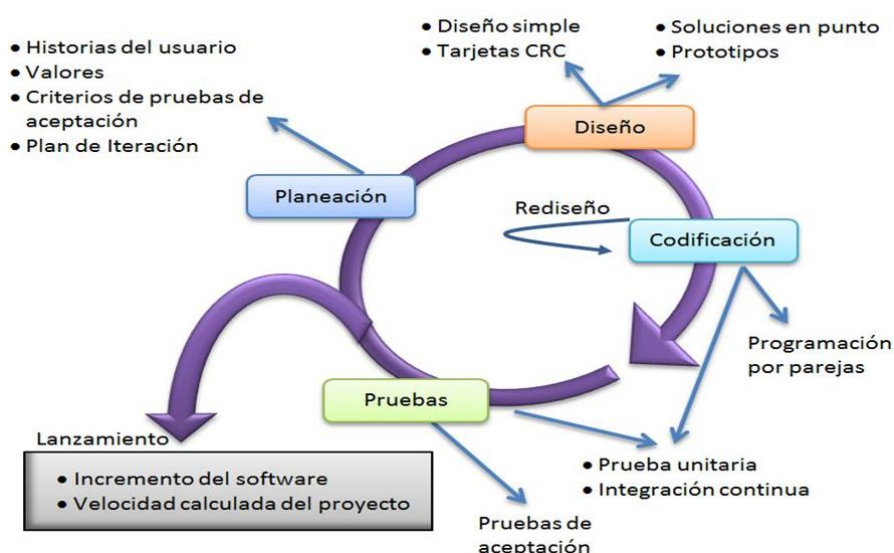 • Historias del usuario
• Valores
• Criterios de pruebas de
aceptación
• Plan de Iteración
• Diseño simple
• Tarjetas CRC
• Soluciones en punto
• Prototipos
Diseño
Planeación
Rediseño
Codificación
Programación
por parejas
Pruebas
Lanzamiento
• Incremento del software
• Velocidad calculada del proyecto
• Prueba unitaria
• Integración continua
Pruebas de
aceptación